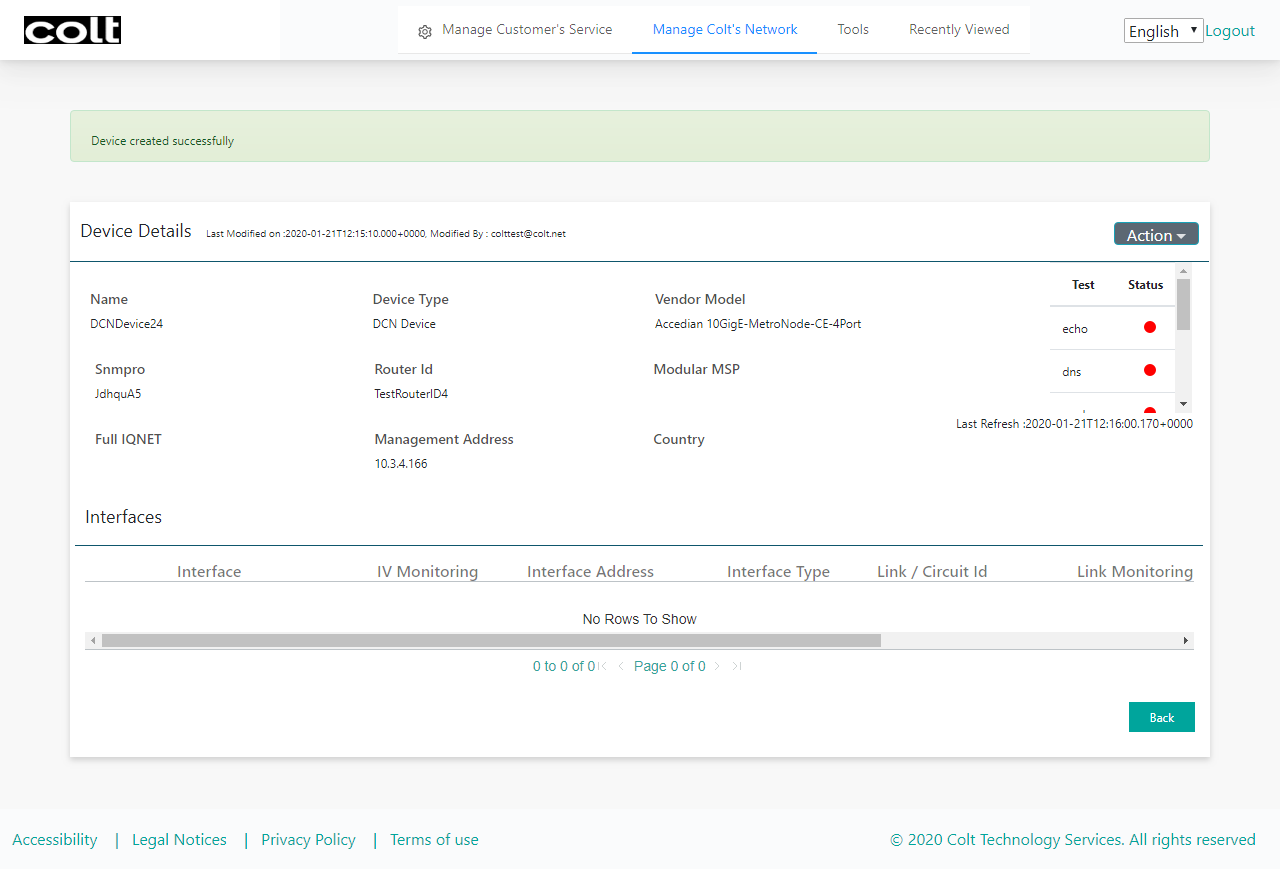 colt
Manage Customer's Service Manage Colt's Network Tools Recently Viewed English Logout
Device created successfully
Device Details Last Modified on :2020-01-21T12:15:10.000+0000, Modified By : colttest@colt.net Action
Test Status
Name Device Type Vendor Model
DCNDevice24 DCN Device Accedian 10GigE-MetroNode-CE-4Port
echo
Snmpro Router Id Modular MSP
dns
JdhquA5 TestRouterID4
Last Refresh :2020-01-21T12:16:00.170+0000
Full IQNET Management Address Country
10.3.4.166
Interfaces
Interface IV Monitoring Interface Address Interface Type Link / Circuit Id Link Monitoring
No Rows To Show
0 to 0 of 0 Page 0 of 0
Back
Accessibility | Legal Notices | Privacy Policy | Terms of use © 2020 Colt Technology Services. All rights reserved